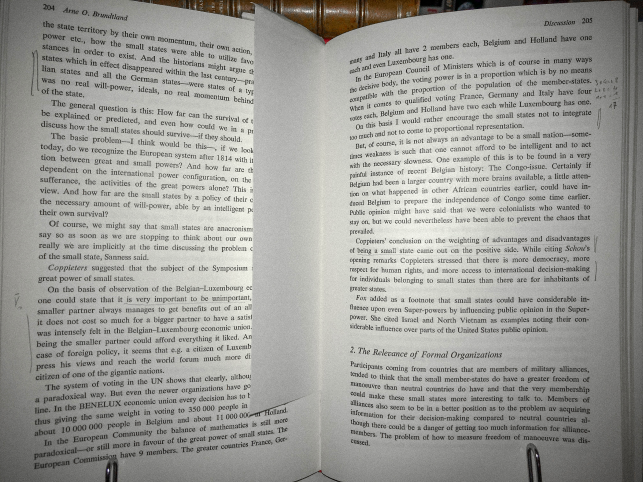 204 Arne O. Brundtland
the state territory by their own momentum, their own action,
power etc., how the small states were able to utilize favo
stances in order to exist. And the historians might argue t
states which in effect disappeared within the last century—pre
lian states and all the German states—were states of a typ
was no real will-power, ideals, no real momentum behind
of the state.
The general question is: How far can the survival of s
be explained or predicted, and even how could we in a pr
discuss how the small states should survive—if they should.
The basic problem—I think would be this—, if we look
today, do we recognize the European system after 1814 with it
tion between great and small powers? And how far are th
dependent on the international power configuration, on the
sufferance, the activities of the great powers alone? This i
view. And how far are the small states by a policy of their o
the necessary amount of will-power, able by an intelligent po
their own survival?
Of course, we might say that small states are anacronism
say so as soon as we are stopping to think about our own
really we are implicitly at the time discussing the problem o
of the small state, Sanness said.
Coppieters suggested that the subject of the Symposium
great power of small states.
On the basis of observation of the Belgian–Luxembourg ec
one could state that it is very important to be unimportant,
smaller partner always manages to get benefits out of an all
it does not cost so much for a bigger partner to have a satisf
was intensely felt in the Belgian–Luxembourg economic union.
being the smaller partner could afford everything it liked. An
case of foreign policy, it seems that e.g. a citizen of Luxemb
press his views and reach the world forum much more di
citizen of one of the gigantic nations.
The system of voting in the UN shows that clearly, althou
a paradoxical way. But even the newer organizations have go
line. In the BENELUX economic union every decision has to b
thus giving the same weight in voting to 350 000 people in
about 10 000 000 people in Belgium and about 11 000 000 in Holland.
In the European Community the balance of mathematics is still more
paradoxical—or still more in favour of the great power of small states. The
European Commission have 9 members. The greater countries France, Ger-
Discussion 205
many and Italy all have 2 members each, Belgium and Holland have one
each and even Luxembourg has one.
In the European Council of Ministers which is of course in many ways
the decisive body, the voting power is in a proportion which is by no means
compatible with the proportion of the population of the member-states.
When it comes to qualified voting France, Germany and Italy have four
votes each, Belgium and Holland have two each while Luxembourg has one.
On this basis I would rather encourage the small states not to integrate
too much and not to come to proportional representation.
But, of course, it is not always an advantage to be a small nation—some-
times weakness is such that one cannot afford to be intelligent and to act
with the necessary slowness. One example of this is to be found in a very
painful instance of recent Belgian history: The Congo-issue. Certainly if
Belgium had been a larger country with more brains available, a little atten-
tion on what happened in other African countries earlier, could have in-
duced Belgium to prepare the independence of Congo some time earlier.
Public opinion might have said that we were colonialists who wanted to
stay on, but we could nevertheless have been able to prevent the chaos that
prevailed.
Coppieters' conclusion on the weighting of advantages and disadvantages
of being a small state came out on the positive side. While citing Schou's
opening remarks Coppieters stressed that there is more democracy, more
respect for human rights, and more access to international decision-making
for individuals belonging to small states than there are for inhabitants of
greater states.
Fox added as a footnote that small states could have considerable in-
fluence upon even Super-powers by influencing public opinion in the Super-
power. She cited Israel and North Vietnam as examples noting their con-
siderable influence over parts of the United States public opinion.
2. The Relevance of Formal Organizations
Participants coming from countries that are members of military alliances,
tended to think that the small member-states do have a greater freedom of
manoeuvre than neutral countries do have and that the very membership
could make these small states more interesting to talk to. Members of
alliances also seem to be in a better position as to the problem av acquiring
information for their decision-making compared to neutral countries al-
though there could be a danger of getting too much information for alliance-
members. The problem of how to measure freedom of manoeuvre was dis-
cussed.